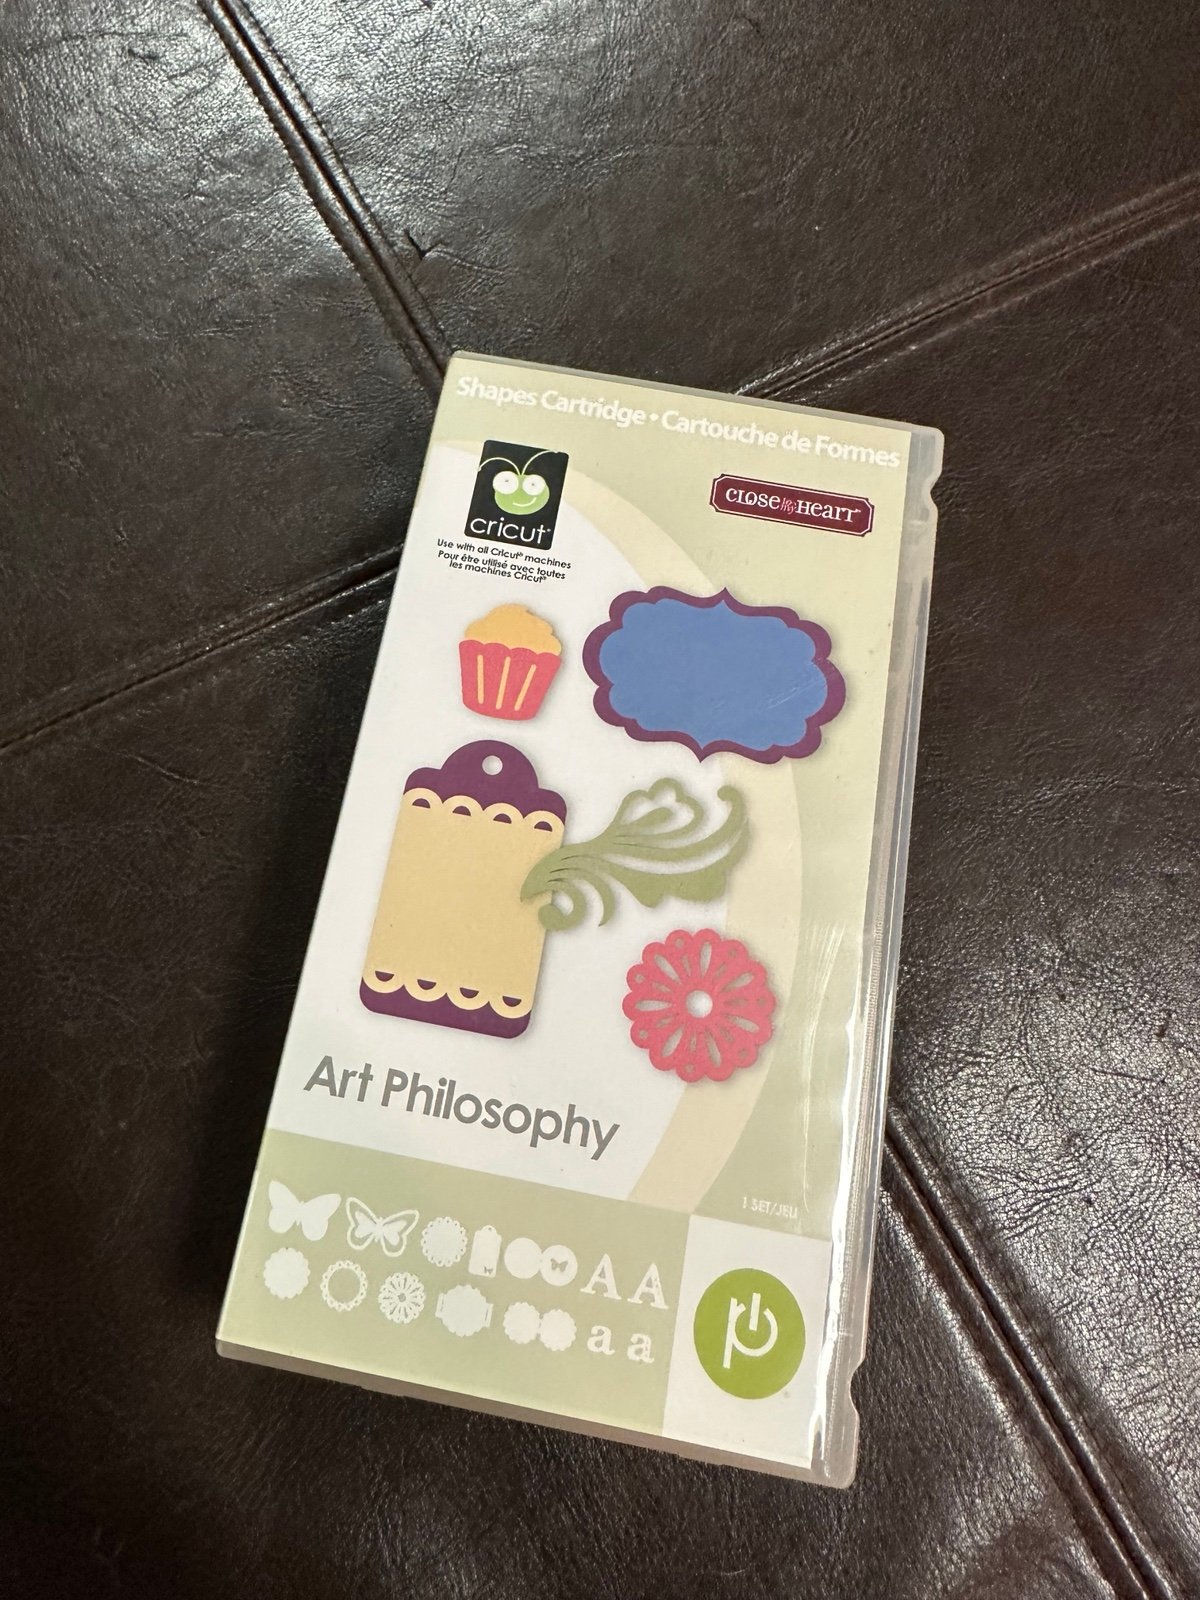 Shapes Cartridge • Cartouche de Formes
cricut®
Use with all Cricut® machines
Pour être utilisé avec toutes
les machines Cricut®
CLOSE to my HEART™
Art Philosophy
1 SET/JEU
A A
a a